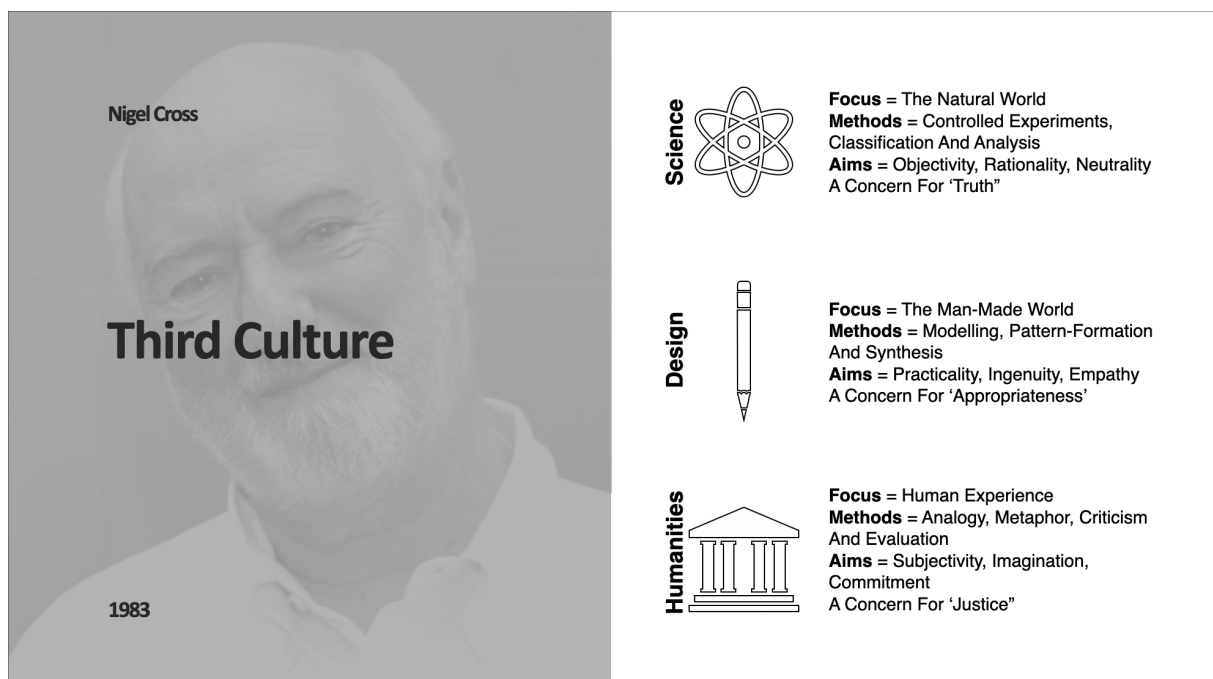 Nigel Cross
Third Culture
1983
Science
Focus = The Natural World
Methods = Controlled Experiments,
Classification And Analysis
Aims = Objectivity, Rationality, Neutrality
A Concern For ‘Truth”
Design
Focus = The Man-Made World
Methods = Modelling, Pattern-Formation
And Synthesis
Aims = Practicality, Ingenuity, Empathy
A Concern For ‘Appropriateness’
Humanities
Focus = Human Experience
Methods = Analogy, Metaphor, Criticism
And Evaluation
Aims = Subjectivity, Imagination,
Commitment
A Concern For ‘Justice”